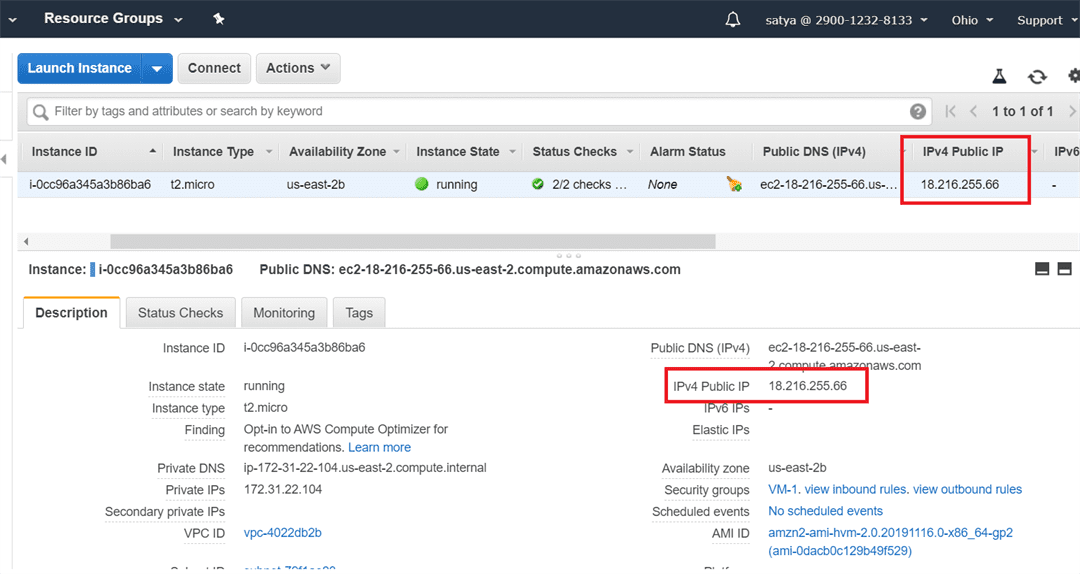 Resource Groups satya @ 2900-1232-8133 Ohio Support
Launch Instance Connect Actions
Filter by tags and attributes or search by keyword 1 to 1 of 1
Instance ID Instance Type Availability Zone Instance State Status Checks Alarm Status Public DNS (IPv4) IPv4 Public IP IPv6
i-0cc96a345a3b86ba6 t2.micro us-east-2b running 2/2 checks ... None ec2-18-216-255-66.us-... 18.216.255.66 -
Instance: i-0cc96a345a3b86ba6 Public DNS: ec2-18-216-255-66.us-east-2.compute.amazonaws.com
Description Status Checks Monitoring Tags
Instance ID i-0cc96a345a3b86ba6
Instance state running
Instance type t2.micro
Finding Opt-in to AWS Compute Optimizer for
recommendations. Learn more
Private DNS ip-172-31-22-104.us-east-2.compute.internal
Private IPs 172.31.22.104
Secondary private IPs
VPC ID vpc-4022db2b
Public DNS (IPv4) ec2-18-216-255-66.us-east-
2.compute.amazonaws.com
IPv4 Public IP 18.216.255.66
IPv6 IPs -
Elastic IPs
Availability zone us-east-2b
Security groups VM-1. view inbound rules. view outbound rules
Scheduled events No scheduled events
AMI ID amzn2-ami-hvm-2.0.20191116.0-x86_64-gp2
(ami-0dacb0c129b49f529)